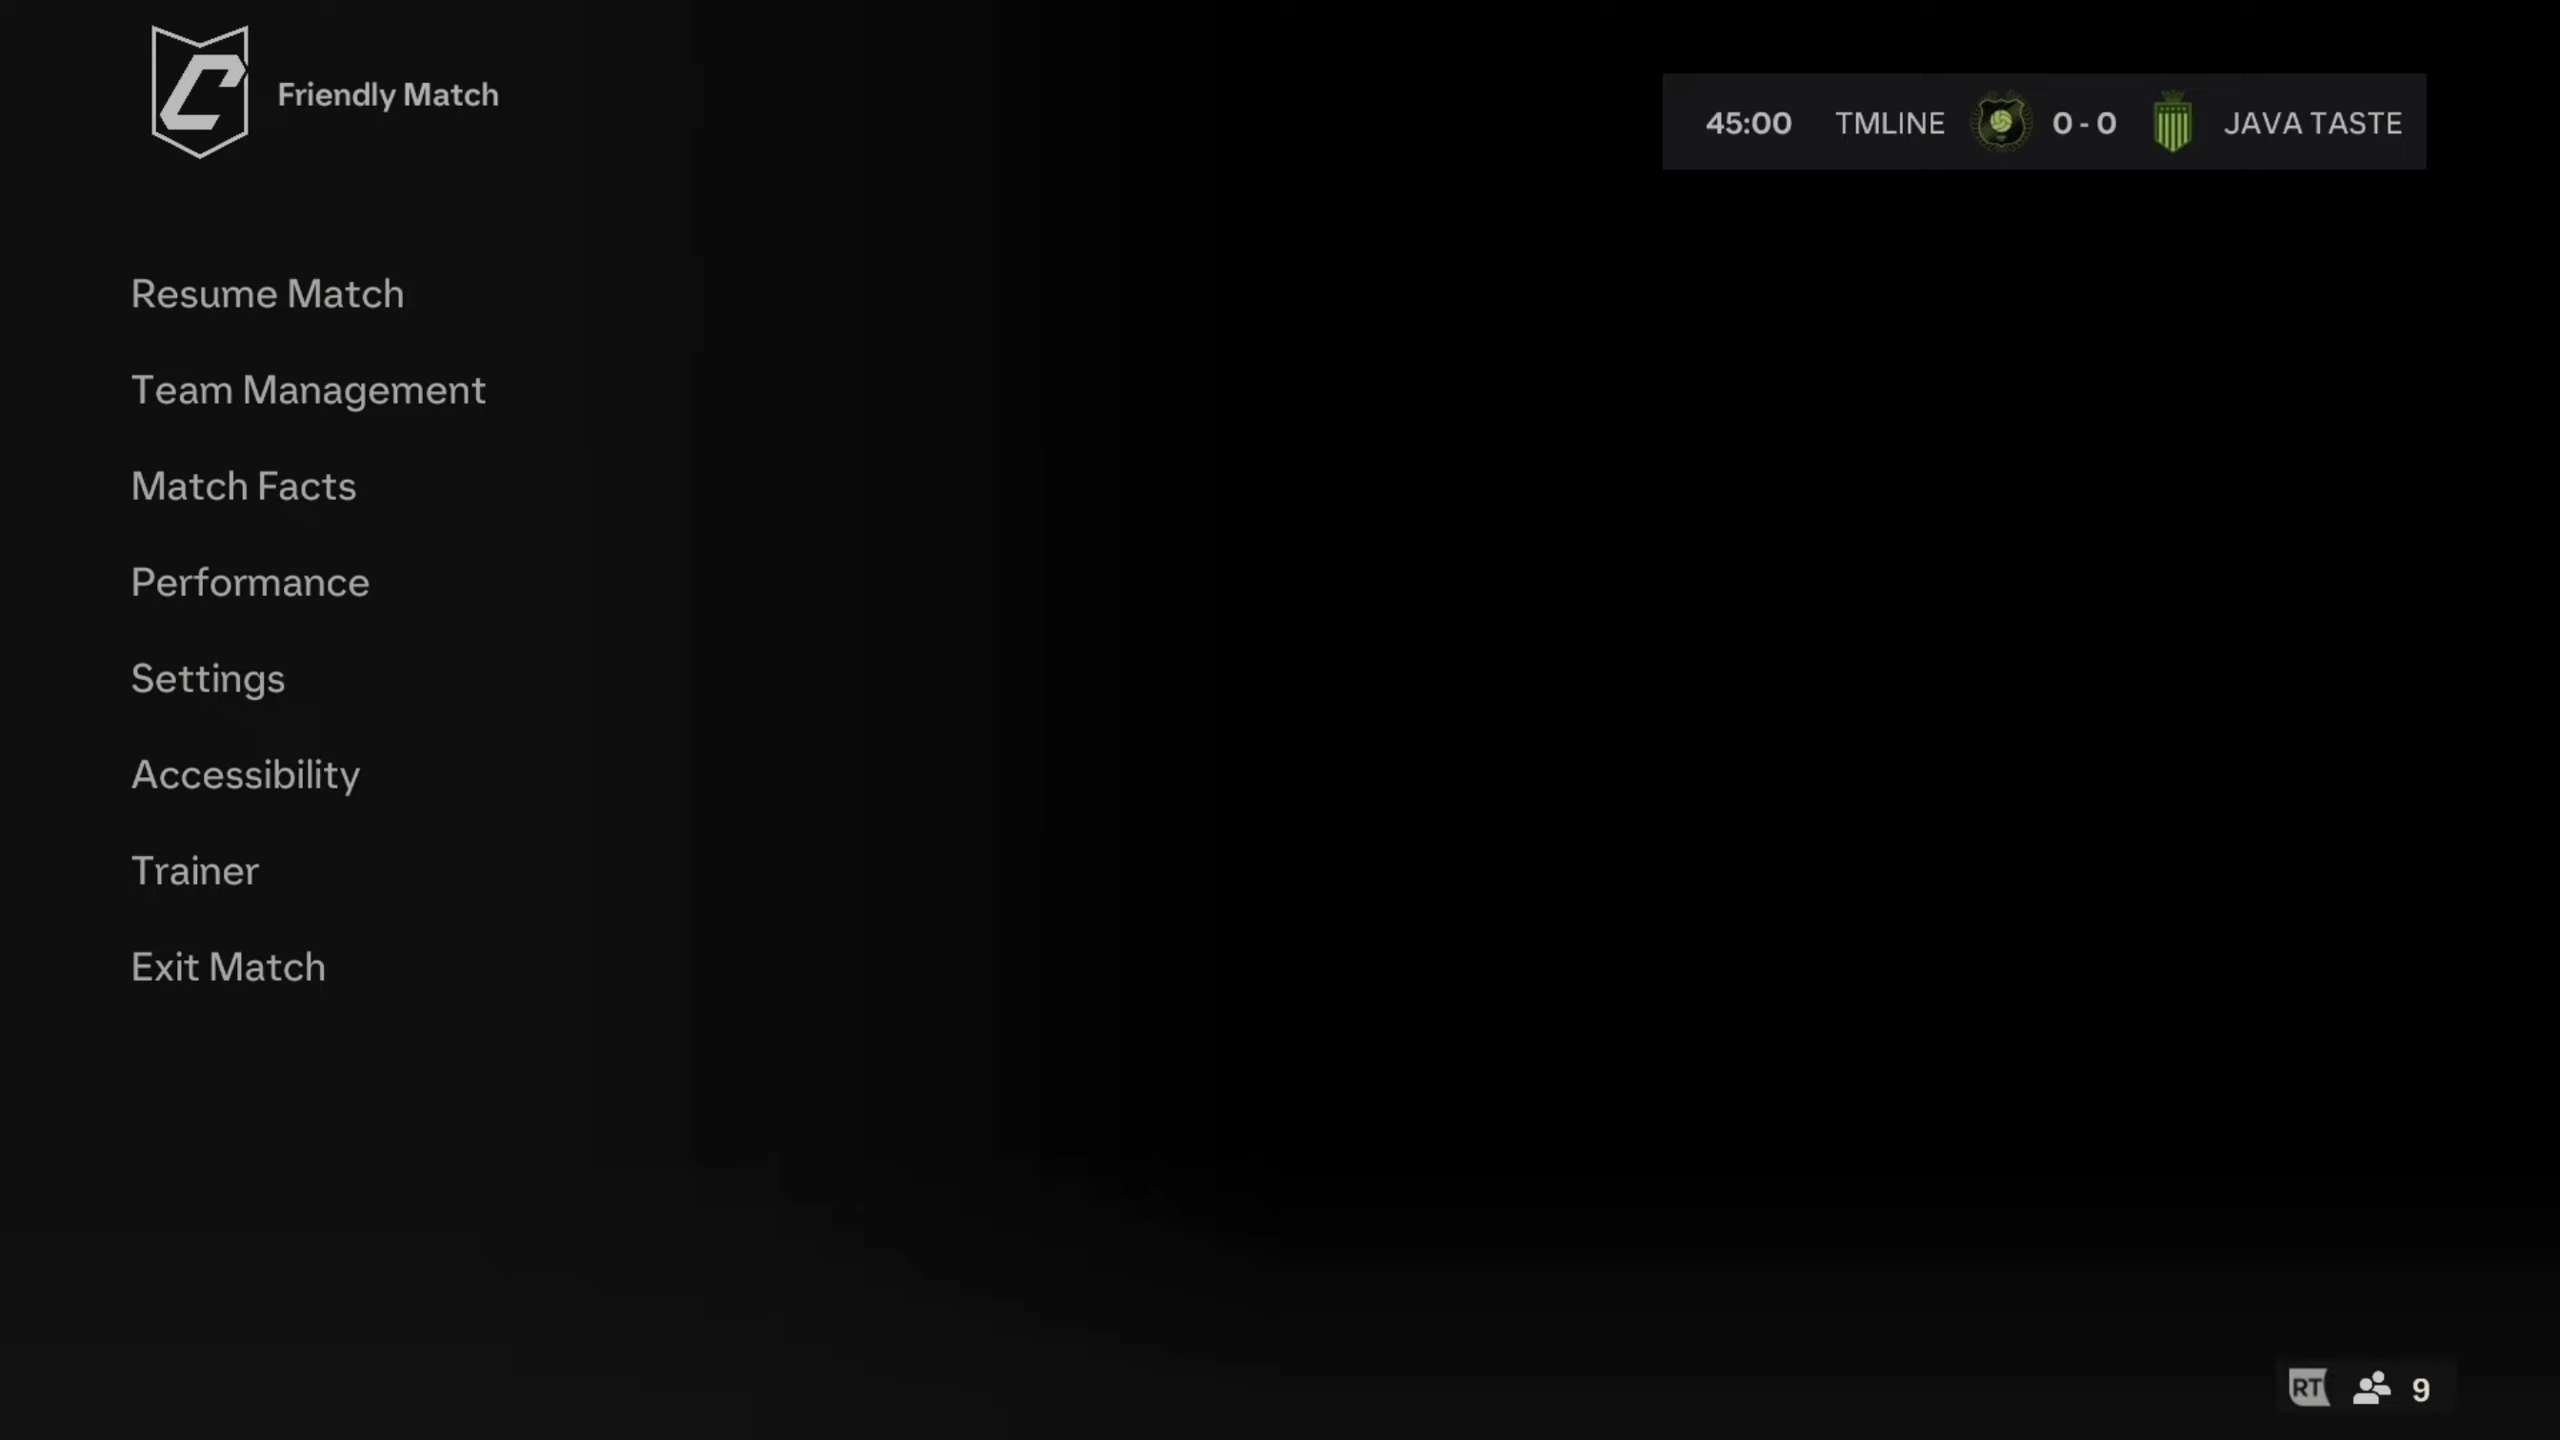 Friendly Match
45:00 TMLINE 0 - 0 JAVA TASTE
Resume Match
Team Management
Match Facts
Performance
Settings
Accessibility
Trainer
Exit Match
RT 9